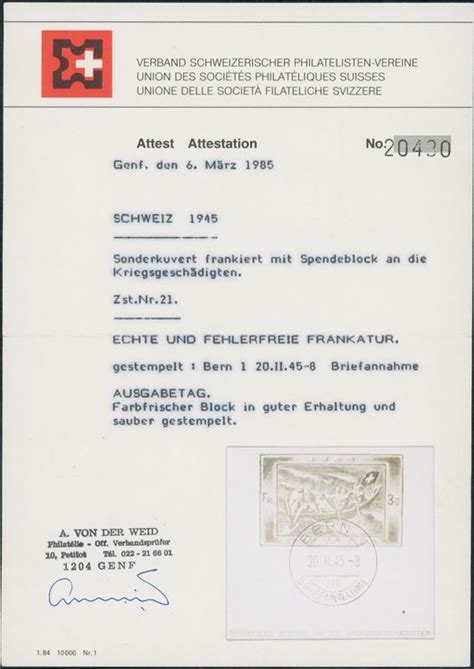 VERBAND SCHWEIZERISCHER PHILATELISTEN-VEREINE
UNION DES SOCIÉTÉS PHILATÉLIQUES SUISSES
UNIONE DELLE SOCIETÀ FILATELICHE SVIZZERE
Attest Attestation
No. 20430
Genf, den 6. März 1985
SCHWEIZ 1945
Sonderkuvert frankiert mit Spendeblock an die
Kriegsgeschädigten.
Zst.Nr.21.
ECHTE UND FEHLERFREIE FRANKATUR.
gestempelt : Bern 1 20.II.45-8 Briefannahme
AUSGABETAG.
Farbfrischer Block in guter Erhaltung und
sauber gestempelt.
A. VON DER WEID
Philatélie - Off. Verbandsprüfer
10, Petitot Tél. 022 - 21 66 01
1204 GENF
FR. 3
BERN 1
20.II.45-8
BRIEFANNAHME
1.84 10000 Nr.1